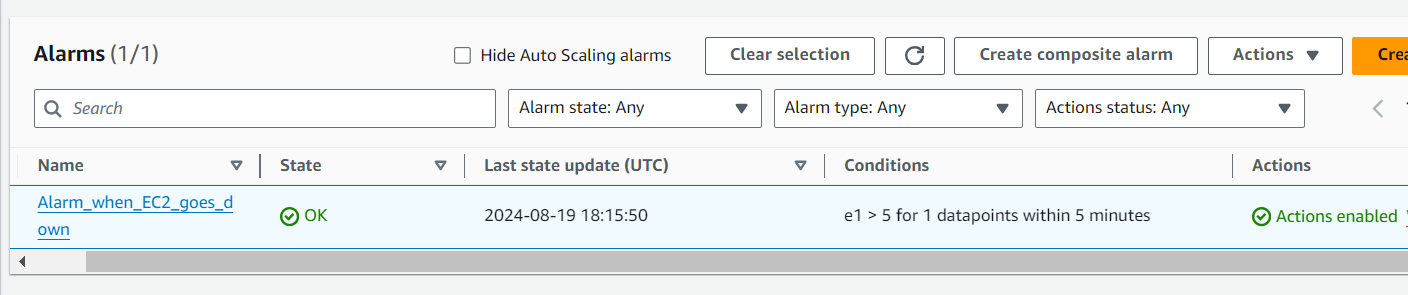 Alarms (1/1)
Hide Auto Scaling alarms
Clear selection
Create composite alarm
Actions
Search
Alarm state: Any
Alarm type: Any
Actions status: Any
Name
State
Last state update (UTC)
Conditions
Actions
Alarm_when_EC2_goes_d
own
OK
2024-08-19 18:15:50
e1 > 5 for 1 datapoints within 5 minutes
Actions enabled